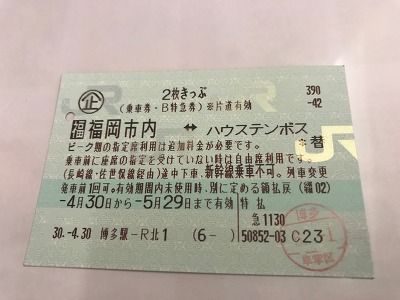 企 2枚きっぷ 390
(乗車券・B特急券)※片道有効 -42
福岡市内 ↔ ハウステンボス
ピーク期の指定席利用は追加料金が必要です。 ※替
乗車前に座席の指定を受けていない時は自由席利用です。
(長崎線・佐世保線経由)途中下車、新幹線乗車不可。列車変更
発車前1回可。有効期間内未使用時、別に定める額払戻 (福02)
-4月30日から-5月29日まで有効 特払
急1130
30.-4.30 博多駅-R北1 (6-) 50852-03 C23
博多